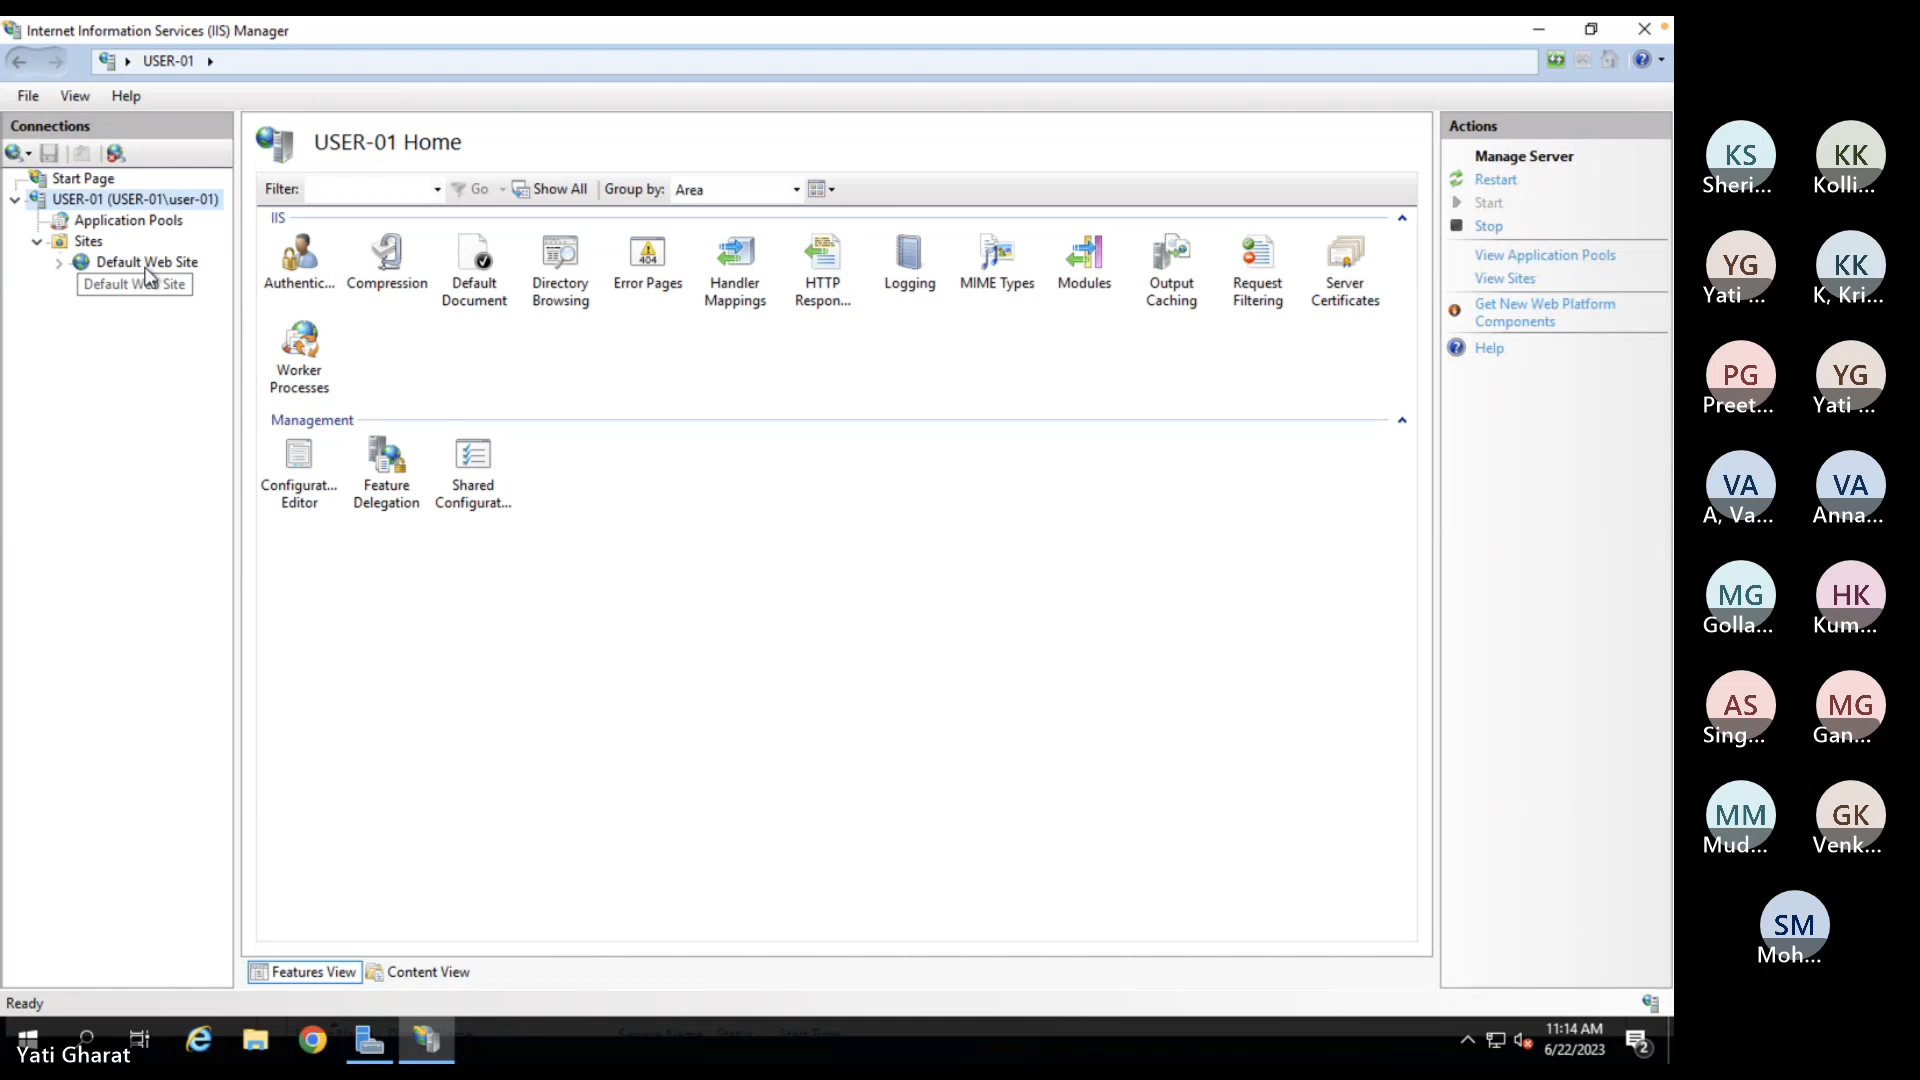 Internet Information Services (IIS) Manager
USER-01
File View Help
Connections
Start Page
USER-01 (USER-01\user-01)
Application Pools
Sites
Default Web Site
Default Web Site
USER-01 Home
Filter: Go Show All Group by: Area
IIS
Authentic...
Compression
Default
Document
Directory
Browsing
Error Pages
404
Handler
Mappings
HTTP
Respon...
Logging
MIME Types
Modules
Output
Caching
Request
Filtering
Server
Certificates
Worker
Processes
Management
Configurat...
Editor
Feature
Delegation
Shared
Configurat...
Features View
Content View
Actions
Manage Server
Restart
Start
Stop
View Application Pools
View Sites
Get New Web Platform
Components
Help
Ready
Yati Gharat
11:14 AM
6/22/2023
2
KS
Sheri...
KK
Kolli...
YG
Yati ...
KK
K, Kri...
PG
Preet...
YG
Yati ...
VA
A, Va...
VA
Anna...
MG
Golla...
HK
Kum...
AS
Sing...
MG
Gan...
MM
Mud...
GK
Venk...
SM
Moh...